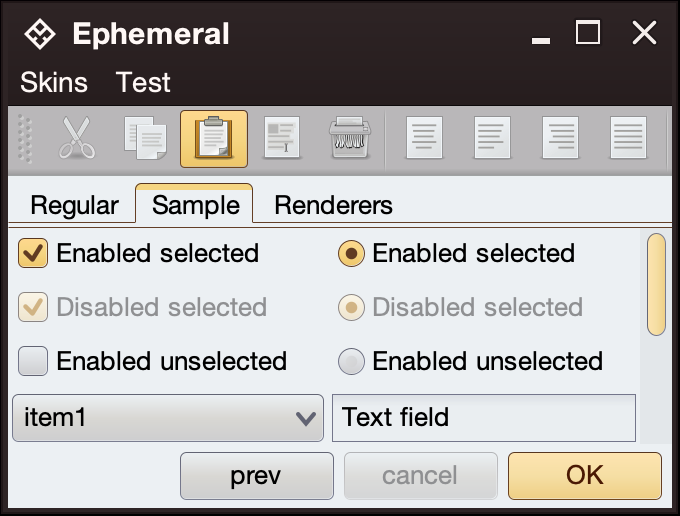 Ephemeral
Skins Test
Regular Sample Renderers
Enabled selected Enabled selected
Disabled selected Disabled selected
Enabled unselected Enabled unselected
item1 Text field
prev cancel OK